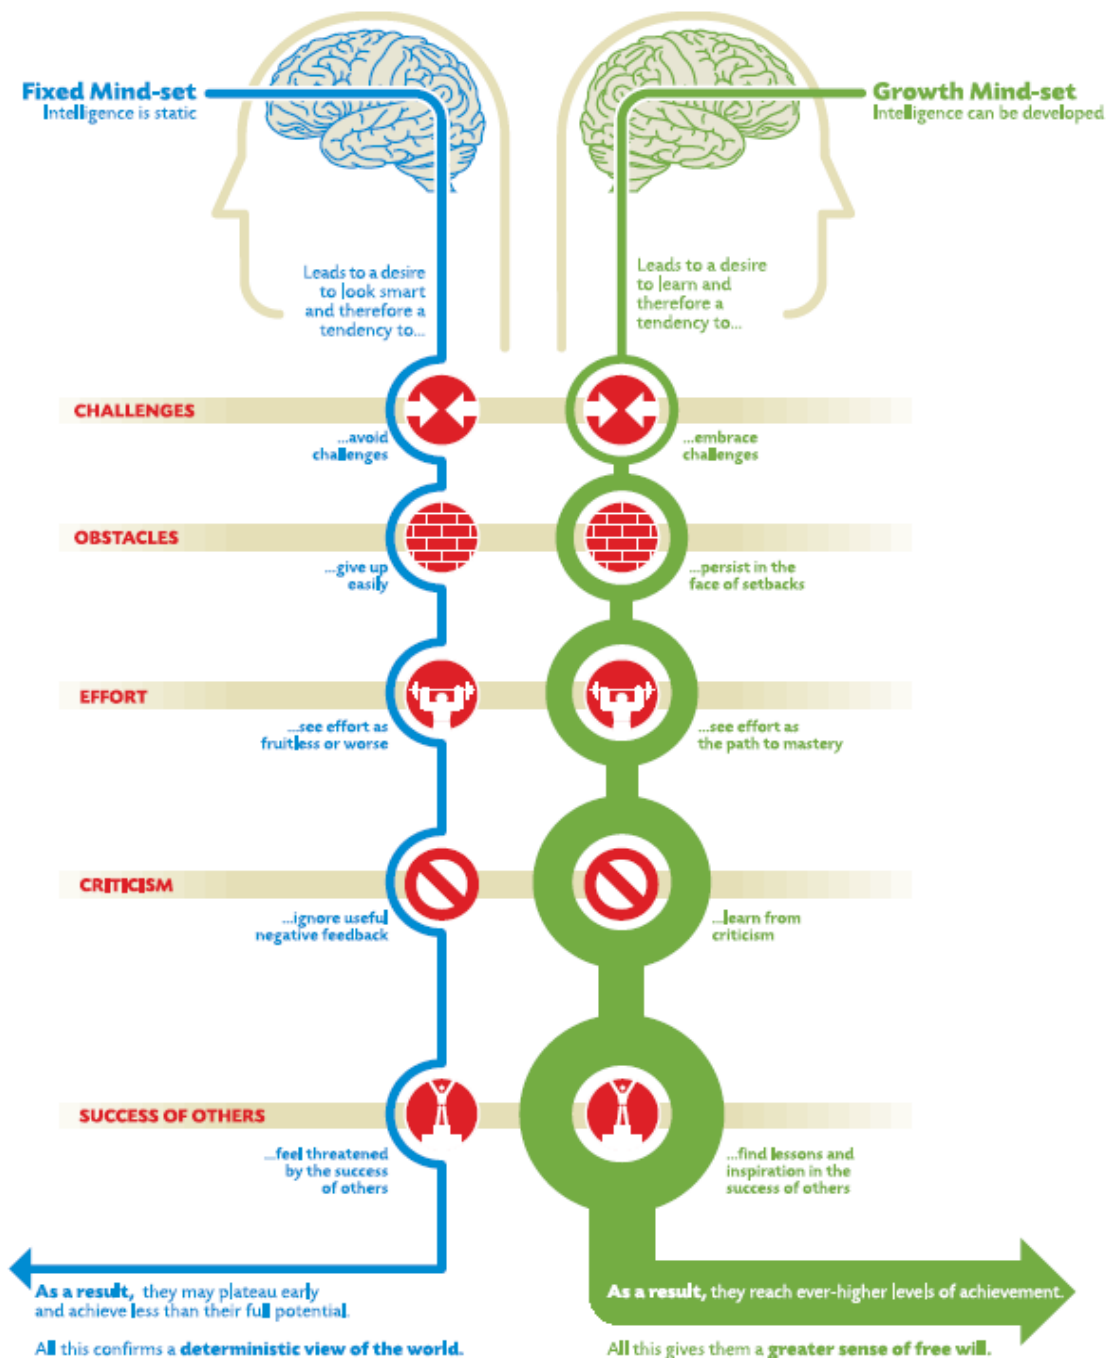 Fixed Mind-set
Intelligence is static
Growth Mind-set
Intelligence can be developed
Leads to a desire
to look smart
and therefore a
tendency to...
Leads to a desire
to learn and
therefore a
tendency to...
CHALLENGES
...avoid
challenges
...embrace
challenges
OBSTACLES
...give up
easily
...persist in the
face of setbacks
EFFORT
...see effort as
fruitless or worse
...see effort as
the path to mastery
CRITICISM
...ignore useful
negative feedback
...learn from
criticism
SUCCESS OF OTHERS
...feel threatened
by the success
of others
...find lessons and
inspiration in the
success of others
As a result, they may plateau early
and achieve less than their full potential.
All this confirms a deterministic view of the world.
As a result, they reach ever-higher levels of achievement.
All this gives them a greater sense of free will.